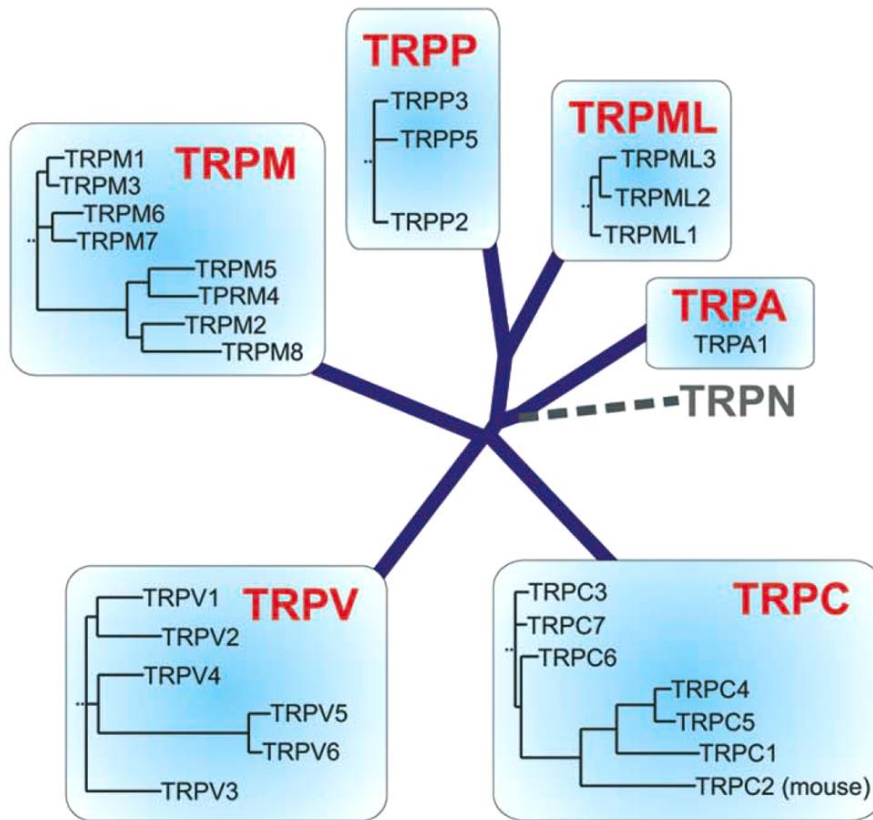 TRPP
TRPP3
TRPP5
TRPP2
TRPML
TRPML3
TRPML2
TRPML1
TRPM
TRPM1
TRPM3
TRPM6
TRPM7
TRPM5
TPRM4
TRPM2
TRPM8
TRPA
TRPA1
TRPN
TRPV
TRPV1
TRPV2
TRPV4
TRPV5
TRPV6
TRPV3
TRPC
TRPC3
TRPC7
TRPC6
TRPC4
TRPC5
TRPC1
TRPC2 (mouse)